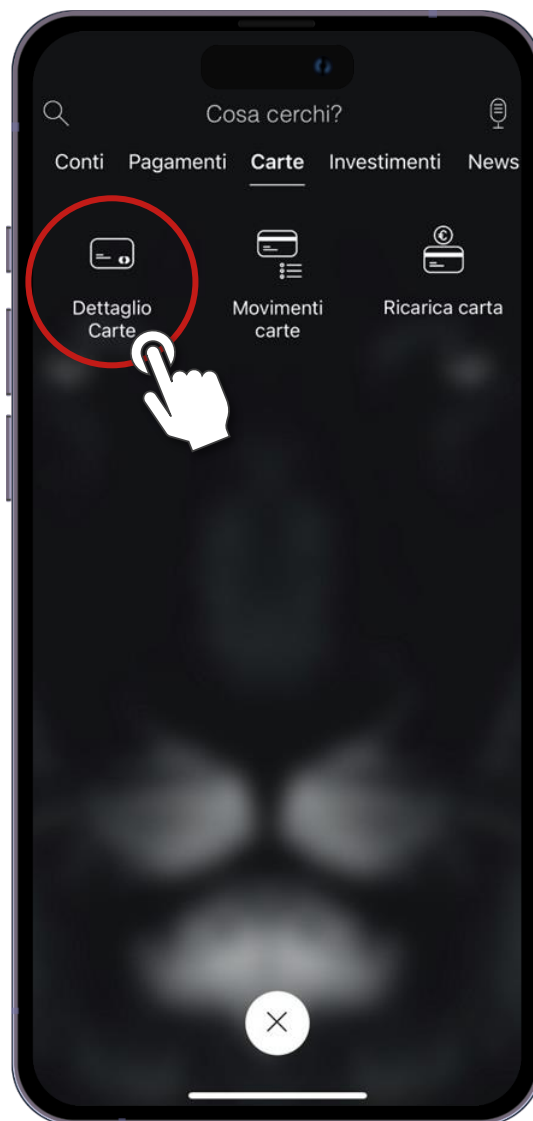 Cosa cerchi?
Conti Pagamenti Carte Investimenti News
Dettaglio Carte
Movimenti carte
Ricarica carta